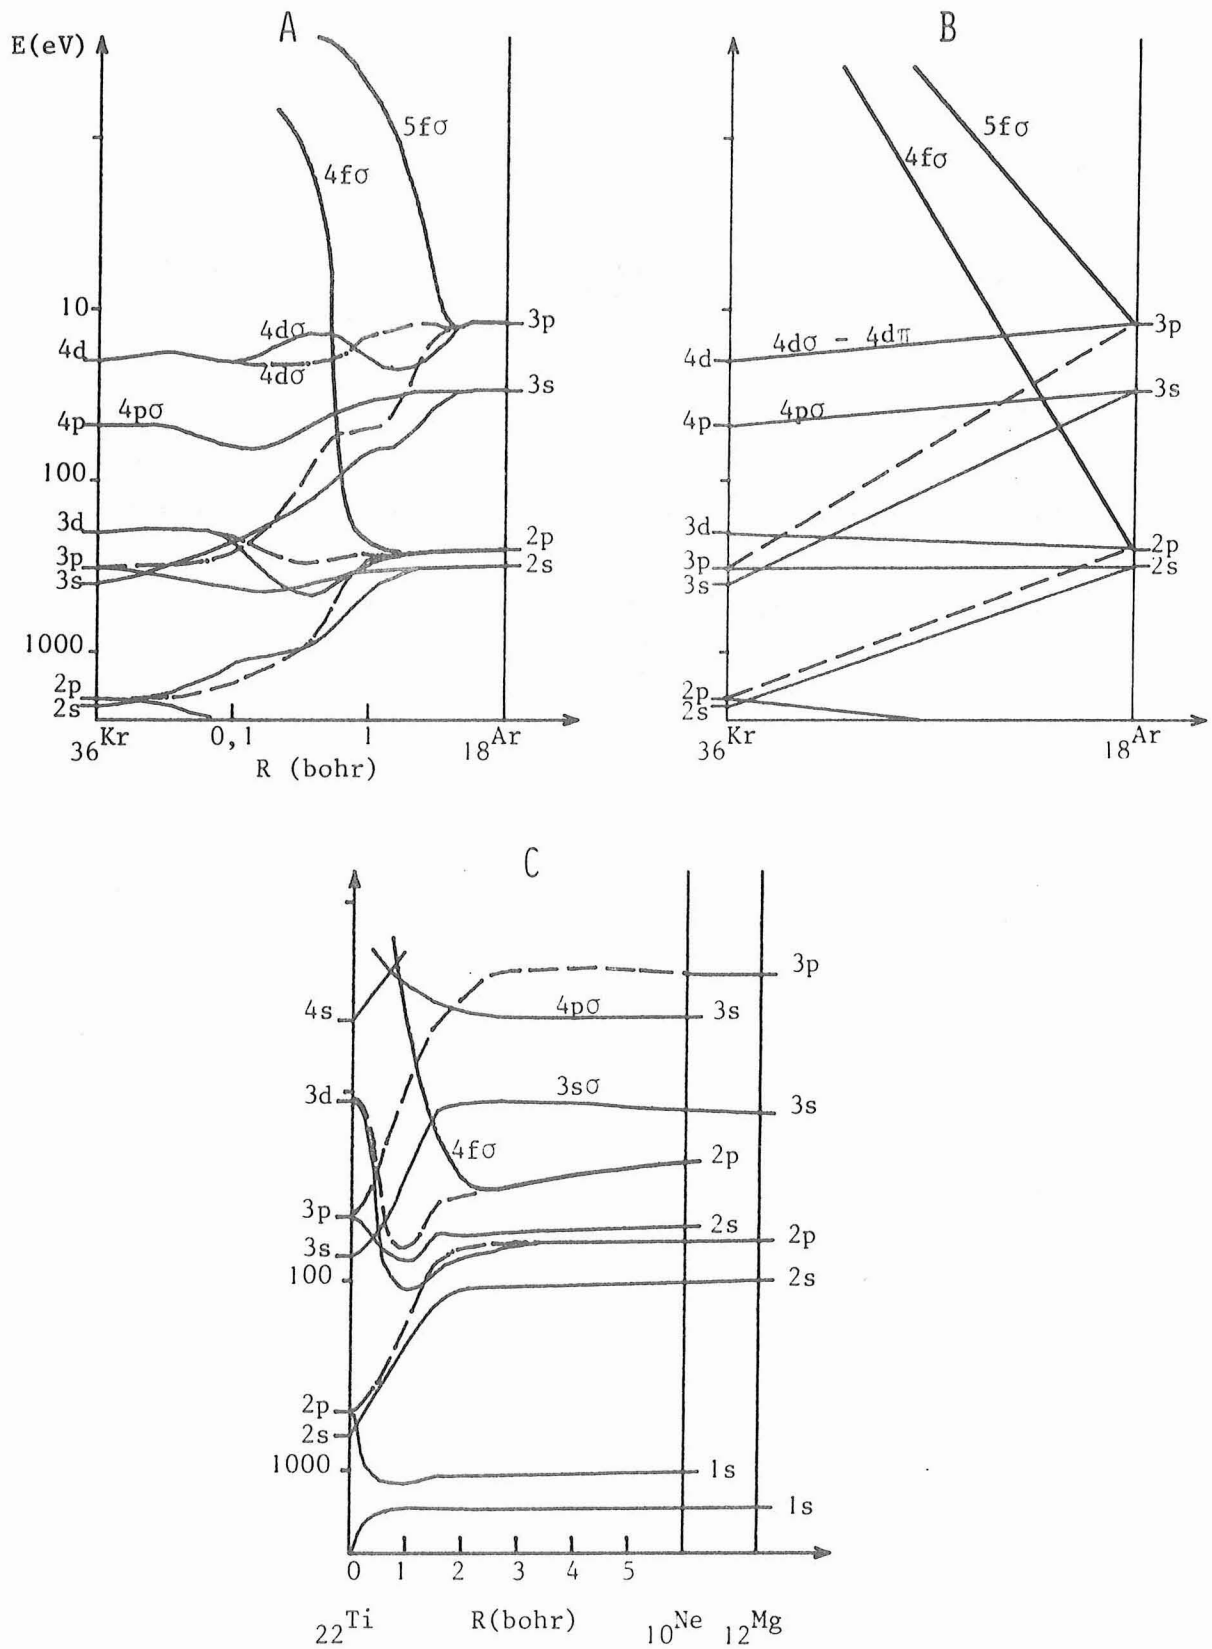 A
B
E(eV)
5fσ
5fσ
4fσ
4fσ
10
4dσ
3p
3p
4d
4dσ
4dσ - 4dπ
4d
3s
3s
4p
4pσ
4p
4pσ
100
3d
3d
2p
2p
3p
3p
2s
2s
3s
3s
1000
2p
2p
2s
2s
36Kr
0,1
1
18Ar
36Kr
18Ar
R (bohr)
C
3p
4s
4pσ
3s
3d
3sσ
3s
4fσ
2p
3p
2s
2p
3s
100
2s
2p
2s
1000
1s
1s
0 1 2 3 4 5
22Ti
R(bohr)
10Ne
12Mg